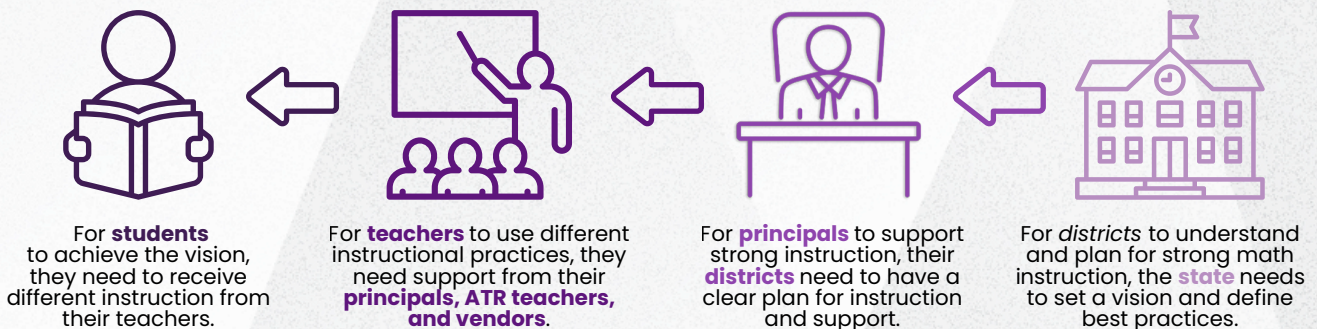 For students
to achieve the vision,
they need to receive
different instruction from
their teachers.
For teachers to use different
instructional practices, they
need support from their
principals, ATR teachers,
and vendors.
For principals to support
strong instruction, their
districts need to have a
clear plan for instruction
and support.
For districts to understand
and plan for strong math
instruction, the state needs
to set a vision and define
best practices.